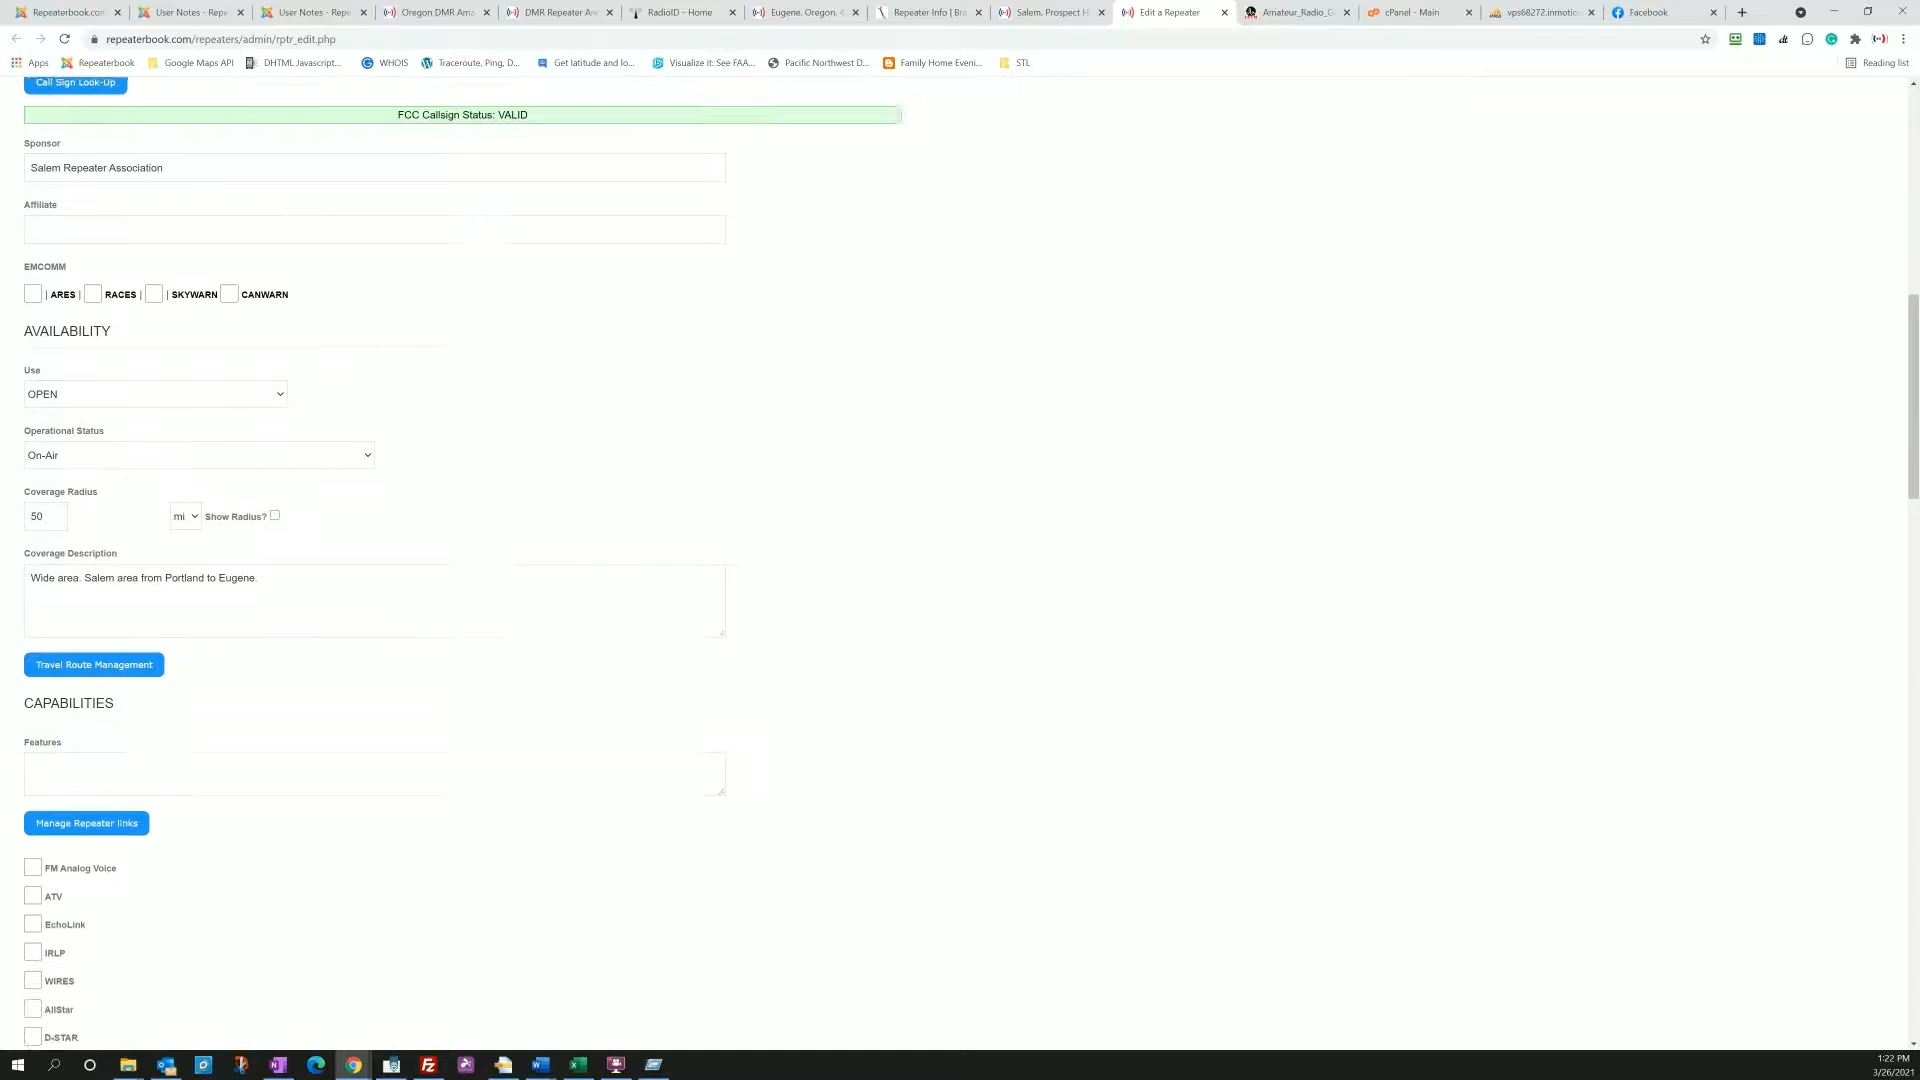 Repeaterbook.com
User Notes - Repe
User Notes - Repe
Oregon DMR Ama
DMR Repeater Are
RadioID - Home
Eugene. Oregon. 4
Repeater Info | Bra
Salem. Prospect H
Edit a Repeater
Amateur_Radio_G
cPanel - Main
vps68272.inmotio
Facebook
repeaterbook.com/repeaters/admin/rptr_edit.php
Apps
Repeaterbook
Google Maps API
DHTML Javascript...
WHOIS
Traceroute, Ping, D...
Get latitude and lo...
Visualize it: See FAA...
Pacific Northwest D...
Family Home Eveni...
STL
Reading list
Call Sign Look-Up
FCC Callsign Status: VALID
Sponsor
Salem Repeater Association
Affiliate
EMCOMM
| ARES | RACES | | SKYWARN CANWARN
AVAILABILITY
Use
OPEN
Operational Status
On-Air
Coverage Radius
50 mi Show Radius?
Coverage Description
Wide area. Salem area from Portland to Eugene.
Travel Route Management
CAPABILITIES
Features
Manage Repeater links
FM Analog Voice
ATV
EchoLink
IRLP
WIRES
AllStar
D-STAR
1:22 PM
3/26/2021